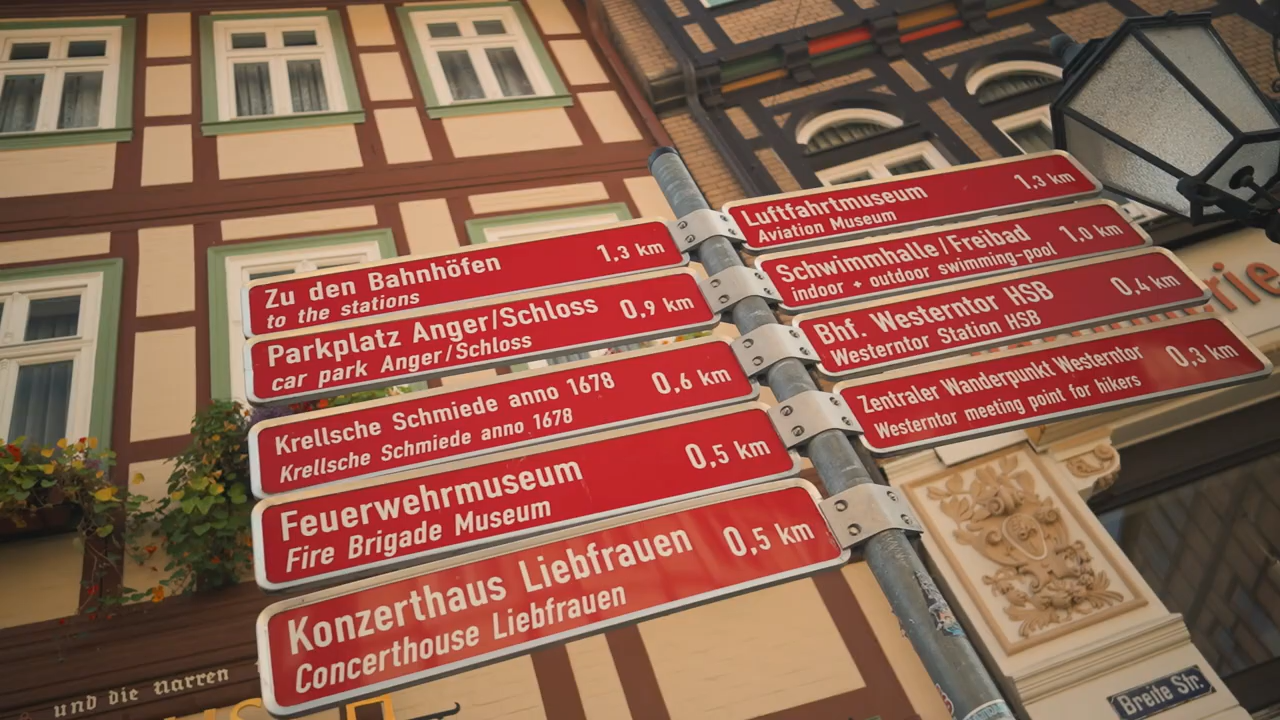 Zu den Bahnhöfen 1,3 km
to the stations
Parkplatz Anger/Schloss 0,9 km
car park Anger/Schloss
Krellsche Schmiede anno 1678 0,6 km
Krellsche Schmiede anno 1678
Feuerwehrmuseum 0,5 km
Fire Brigade Museum
Konzerthaus Liebfrauen 0,5 km
Concerthouse Liebfrauen
Luftfahrtmuseum 1,3 km
Aviation Museum
Schwimmhalle/Freibad 1,0 km
indoor + outdoor swimming-pool
Bhf. Westerntor HSB 0,4 km
Westerntor Station HSB
Zentraler Wanderpunkt Westerntor 0,3 km
Westerntor meeting point for hikers
und die Narren
Breite Str.